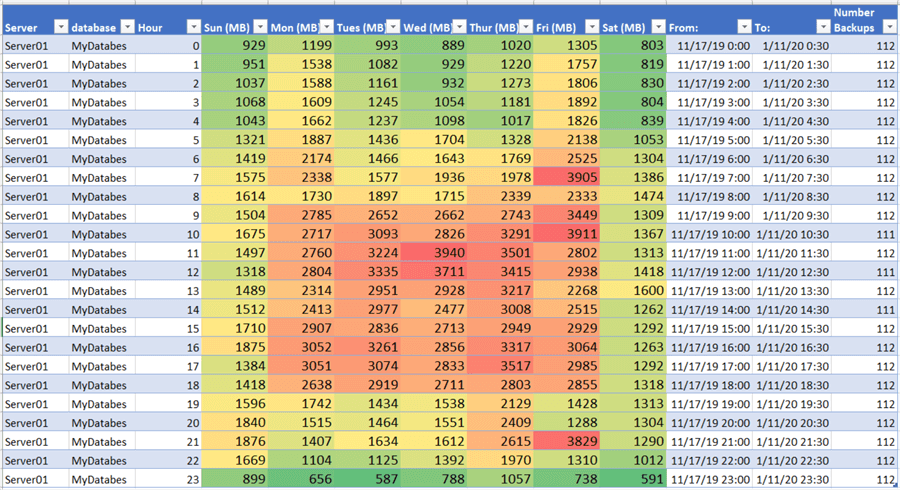 Server database Hour Sun (MB) Mon (MB) Tues (MB) Wed (MB) Thur (MB) Fri (MB) Sat (MB) From: To: Number Backups
Server01 MyDatabes 0 929 1199 993 889 1020 1305 803 11/17/19 0:00 1/11/20 0:30 112
Server01 MyDatabes 1 951 1538 1082 929 1220 1757 819 11/17/19 1:00 1/11/20 1:30 112
Server01 MyDatabes 2 1037 1588 1161 932 1273 1806 830 11/17/19 2:00 1/11/20 2:30 112
Server01 MyDatabes 3 1068 1609 1245 1054 1181 1892 804 11/17/19 3:00 1/11/20 3:30 112
Server01 MyDatabes 4 1043 1662 1237 1098 1017 1826 839 11/17/19 4:00 1/11/20 4:30 112
Server01 MyDatabes 5 1321 1887 1436 1704 1328 2138 1053 11/17/19 5:00 1/11/20 5:30 112
Server01 MyDatabes 6 1419 2174 1466 1643 1769 2525 1304 11/17/19 6:00 1/11/20 6:30 112
Server01 MyDatabes 7 1575 2338 1577 1936 1978 3905 1386 11/17/19 7:00 1/11/20 7:30 112
Server01 MyDatabes 8 1614 1730 1897 1715 2339 2333 1474 11/17/19 8:00 1/11/20 8:30 112
Server01 MyDatabes 9 1504 2785 2652 2662 2743 3449 1309 11/17/19 9:00 1/11/20 9:30 112
Server01 MyDatabes 10 1675 2717 3093 2826 3291 3911 1367 11/17/19 10:00 1/11/20 10:30 111
Server01 MyDatabes 11 1497 2760 3224 3940 3501 2802 1313 11/17/19 11:00 1/11/20 11:30 112
Server01 MyDatabes 12 1318 2804 3335 3711 3415 2938 1418 11/17/19 12:00 1/11/20 12:30 111
Server01 MyDatabes 13 1489 2314 2951 2928 3217 2268 1600 11/17/19 13:00 1/11/20 13:30 112
Server01 MyDatabes 14 1512 2413 2977 2477 3008 2515 1262 11/17/19 14:00 1/11/20 14:30 111
Server01 MyDatabes 15 1710 2907 2836 2713 2949 2929 1292 11/17/19 15:00 1/11/20 15:30 112
Server01 MyDatabes 16 1875 3052 3261 2856 3317 3064 1263 11/17/19 16:00 1/11/20 16:30 112
Server01 MyDatabes 17 1384 3051 3074 2833 3517 2985 1292 11/17/19 17:00 1/11/20 17:30 112
Server01 MyDatabes 18 1418 2638 2919 2711 2803 2855 1318 11/17/19 18:00 1/11/20 18:30 112
Server01 MyDatabes 19 1596 1742 1434 1538 2129 1428 1313 11/17/19 19:00 1/11/20 19:30 112
Server01 MyDatabes 20 1840 1515 1464 1551 2409 1288 1304 11/17/19 20:00 1/11/20 20:30 112
Server01 MyDatabes 21 1876 1407 1634 1612 2615 3829 1290 11/17/19 21:00 1/11/20 21:30 112
Server01 MyDatabes 22 1669 1104 1125 1392 1970 1310 1012 11/17/19 22:00 1/11/20 22:30 112
Server01 MyDatabes 23 899 656 587 788 1057 738 591 11/17/19 23:00 1/11/20 23:30 112